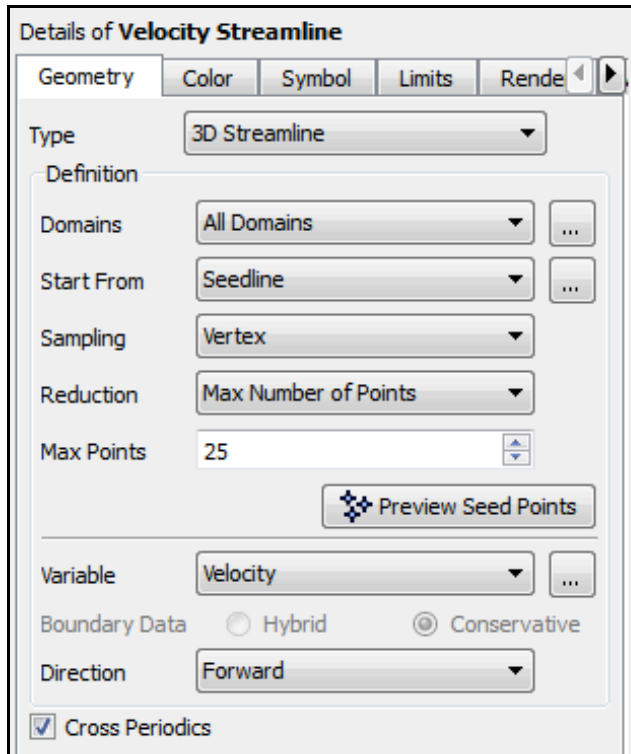 Details of Velocity Streamline
Geometry Color Symbol Limits Rende
Type 3D Streamline
Definition
Domains All Domains ...
Start From Seedline ...
Sampling Vertex
Reduction Max Number of Points
Max Points 25
Preview Seed Points
Variable Velocity ...
Boundary Data Hybrid Conservative
Direction Forward
Cross Periodics